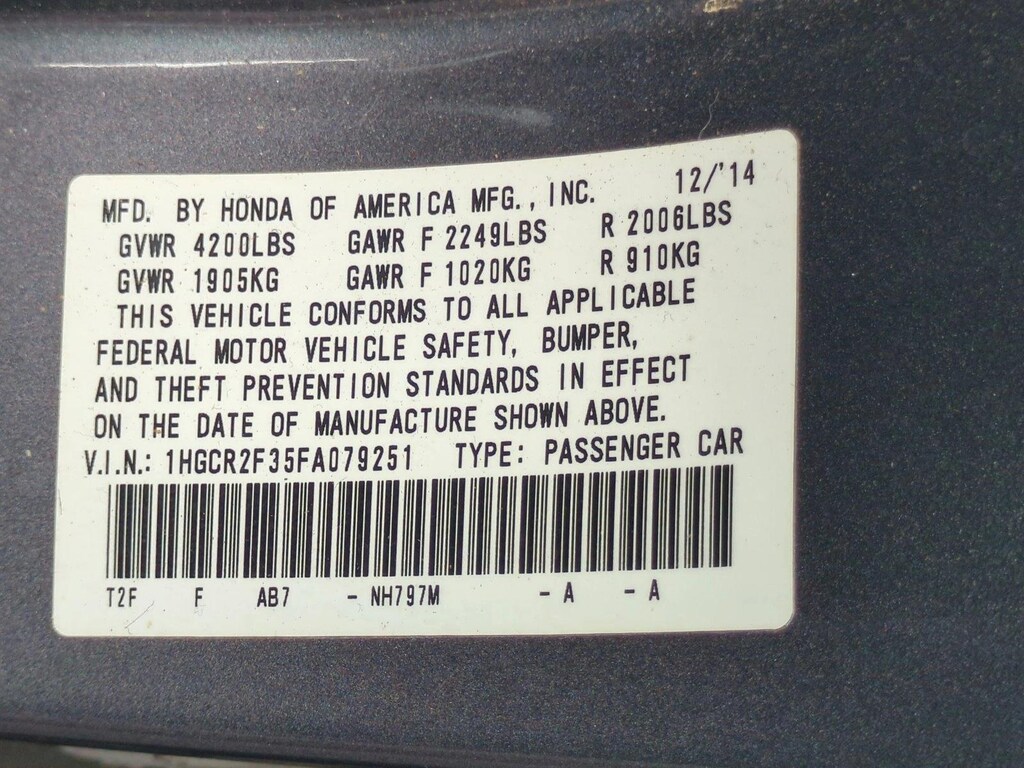 MFD. BY HONDA OF AMERICA MFG., INC. 12/'14
GVWR 4200LBS GAWR F 2249LBS R 2006LBS
GVWR 1905KG GAWR F 1020KG R 910KG
THIS VEHICLE CONFORMS TO ALL APPLICABLE
FEDERAL MOTOR VEHICLE SAFETY, BUMPER,
AND THEFT PREVENTION STANDARDS IN EFFECT
ON THE DATE OF MANUFACTURE SHOWN ABOVE.
V.I.N.: 1HGCR2F35FA079251 TYPE: PASSENGER CAR
T2F F AB7 - NH797M - A - A